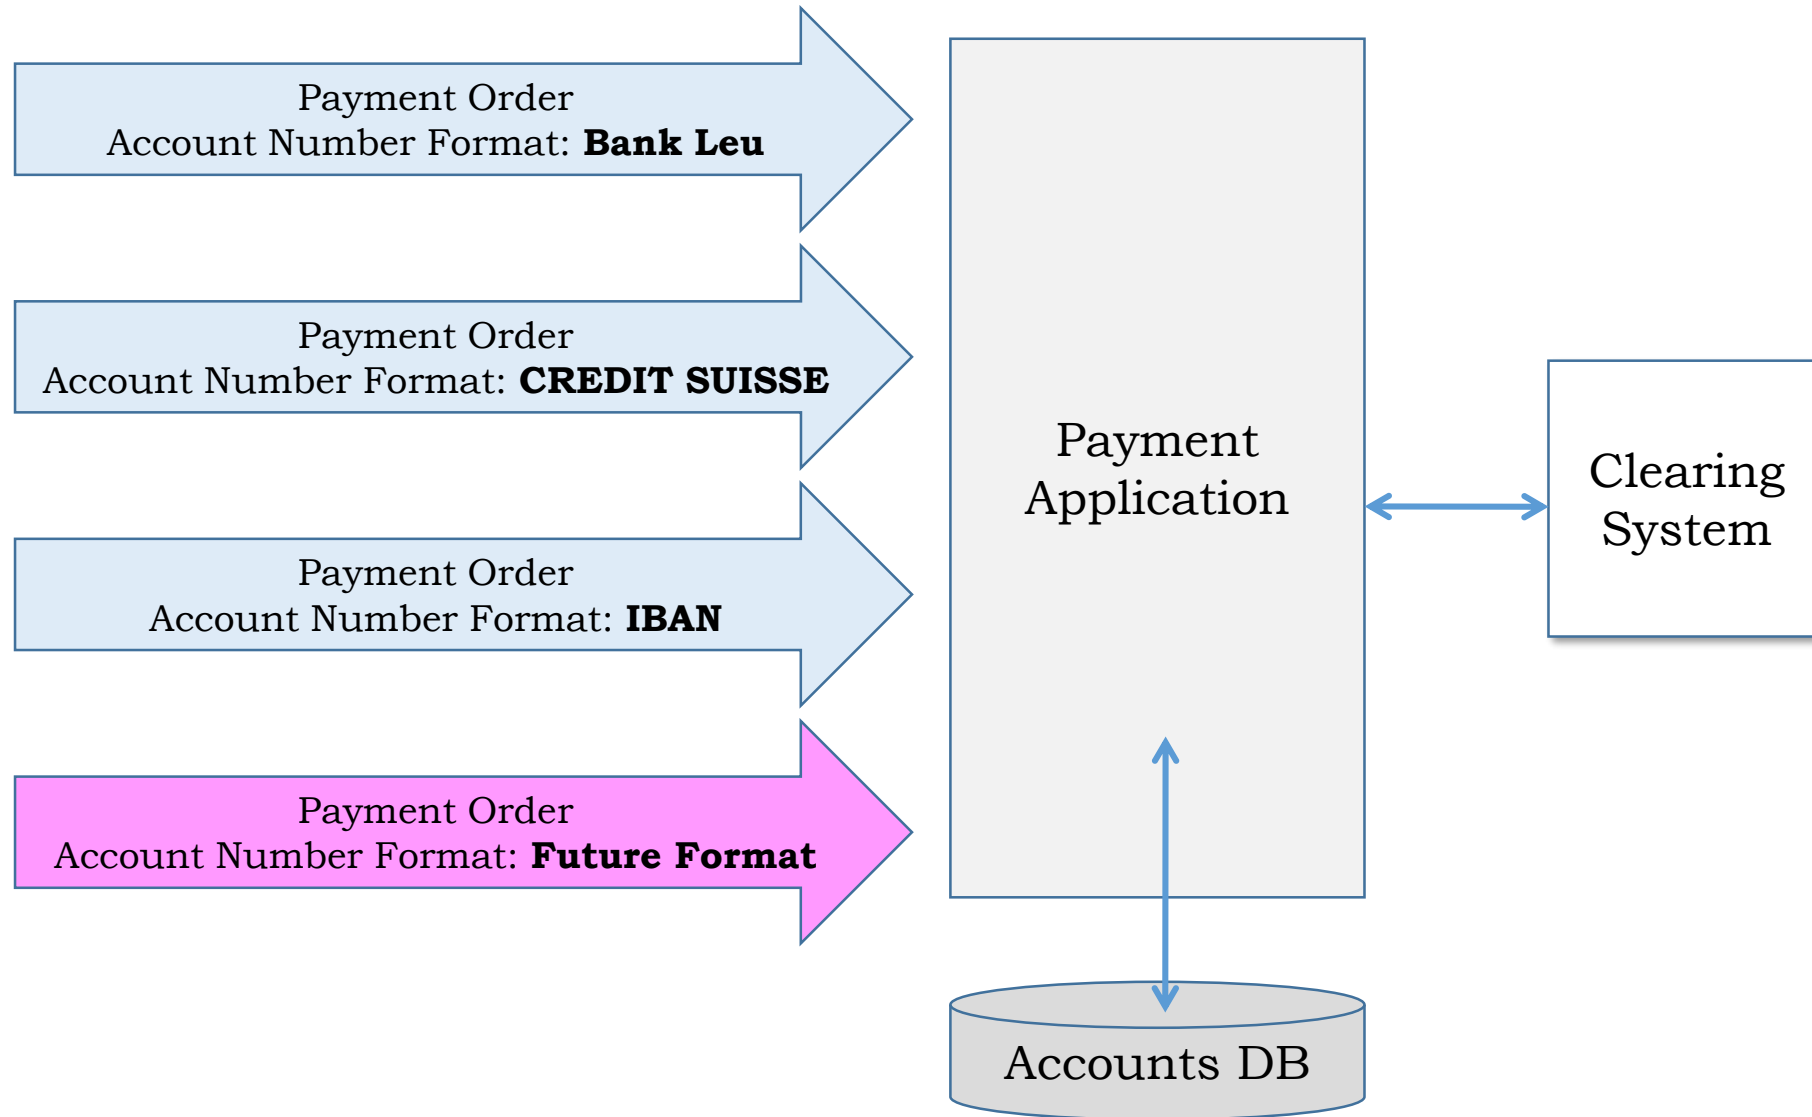 Payment Order
Account Number Format: Bank Leu
Payment Order
Account Number Format: CREDIT SUISSE
Payment Order
Account Number Format: IBAN
Payment Order
Account Number Format: Future Format
Payment
Application
Clearing
System
Accounts DB